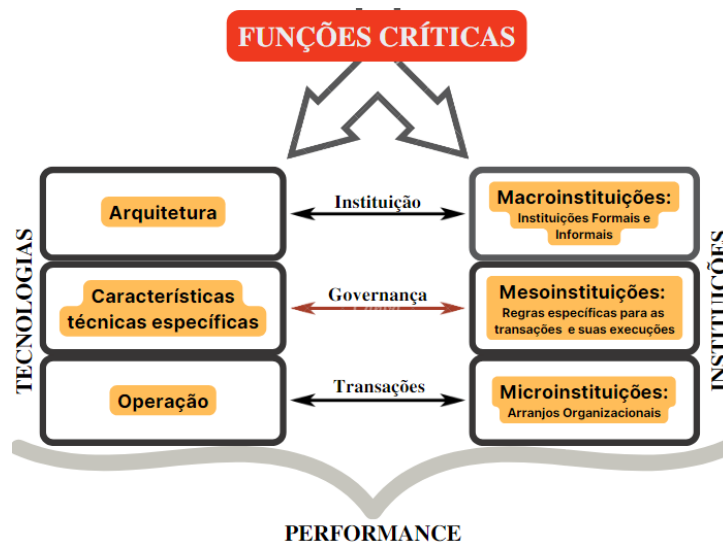 FUNÇÕES CRÍTICAS
TECNOLOGIAS
Arquitetura
Características
técnicas específicas
Operação
Instituição
Governança
Transações
Macroinstituições:
Instituições Formais e
Informais
Mesoinstituições:
Regras específicas para as
transações e suas execuções
Microinstituições:
Arranjos Organizacionais
INSTITUIÇÕES
PERFORMANCE